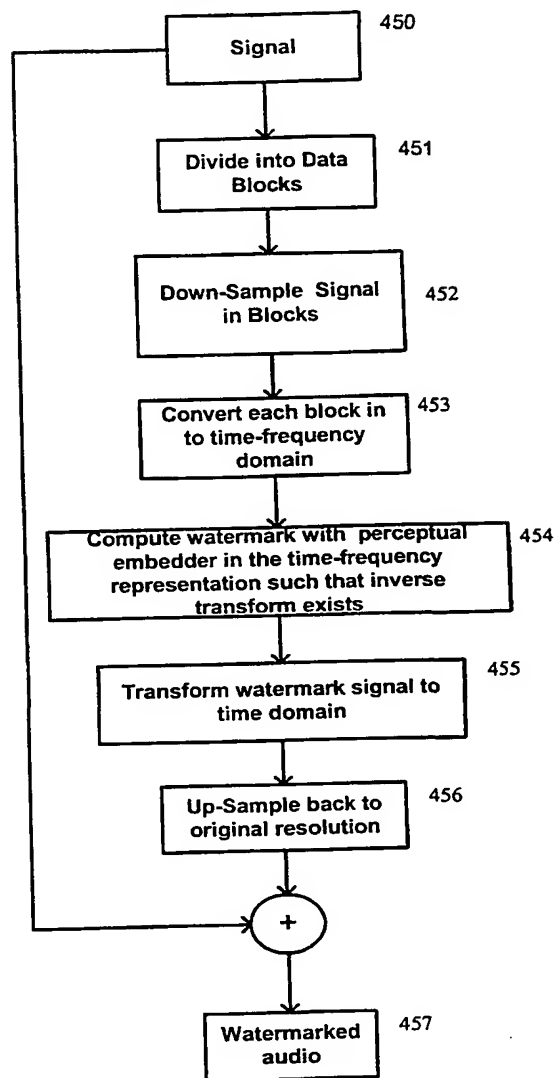 450
Signal
451
Divide into Data
Blocks
452
Down-Sample Signal
in Blocks
453
Convert each block in
to time-frequency
domain
454
Compute watermark with perceptual
embedder in the time-frequency
representation such that inverse
transform exists
455
Transform watermark signal to
time domain
456
Up-Sample back to
original resolution
+
457
Watermarked
audio